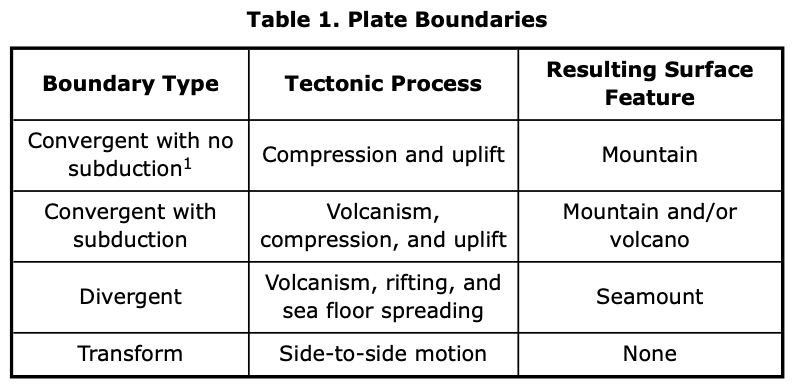 Table 1. Plate Boundaries
Boundary Type
Tectonic Process
Resulting Surface
Feature
Convergent with no
subduction¹
Compression and uplift
Mountain
Convergent with
subduction
Volcanism,
compression, and uplift
Mountain and/or
volcano
Divergent
Volcanism, rifting, and
sea floor spreading
Seamount
Transform
Side-to-side motion
None